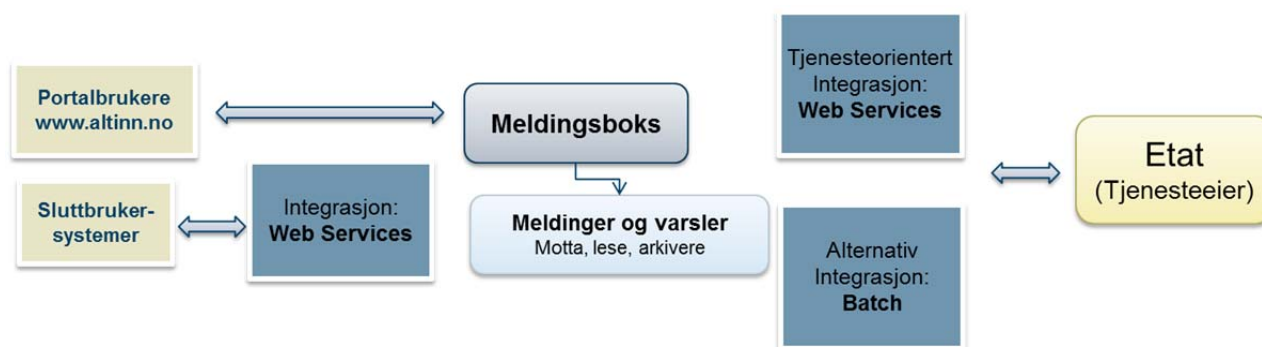 Portalbrukere
www.altinn.no
Sluttbruker-
systemer
Integrasjon:
Web Services
Meldingsboks
Meldinger og varsler
Motta, lese, arkivere
Tjenesteorientert
Integrasjon:
Web Services
Alternativ
Integrasjon:
Batch
Etat
(Tjenesteeier)